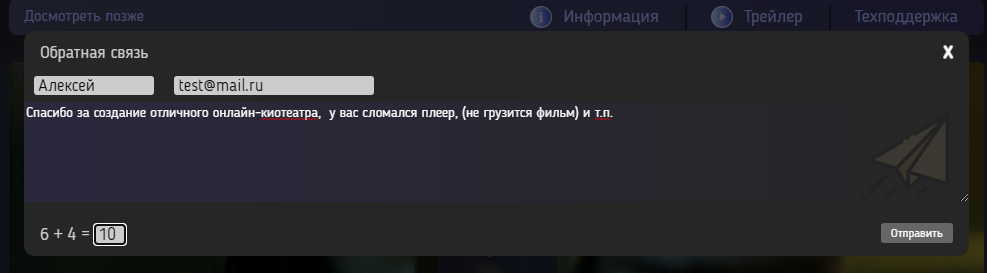 Досмотреть позже Информация Трейлер Техподдержка
Обратная связь X
Алексей test@mail.ru
Спасибо за создание отличного онлайн-киотеатра, у вас сломался плеер, (не грузится фильм) и т.п.
6 + 4 = 10 Отправить